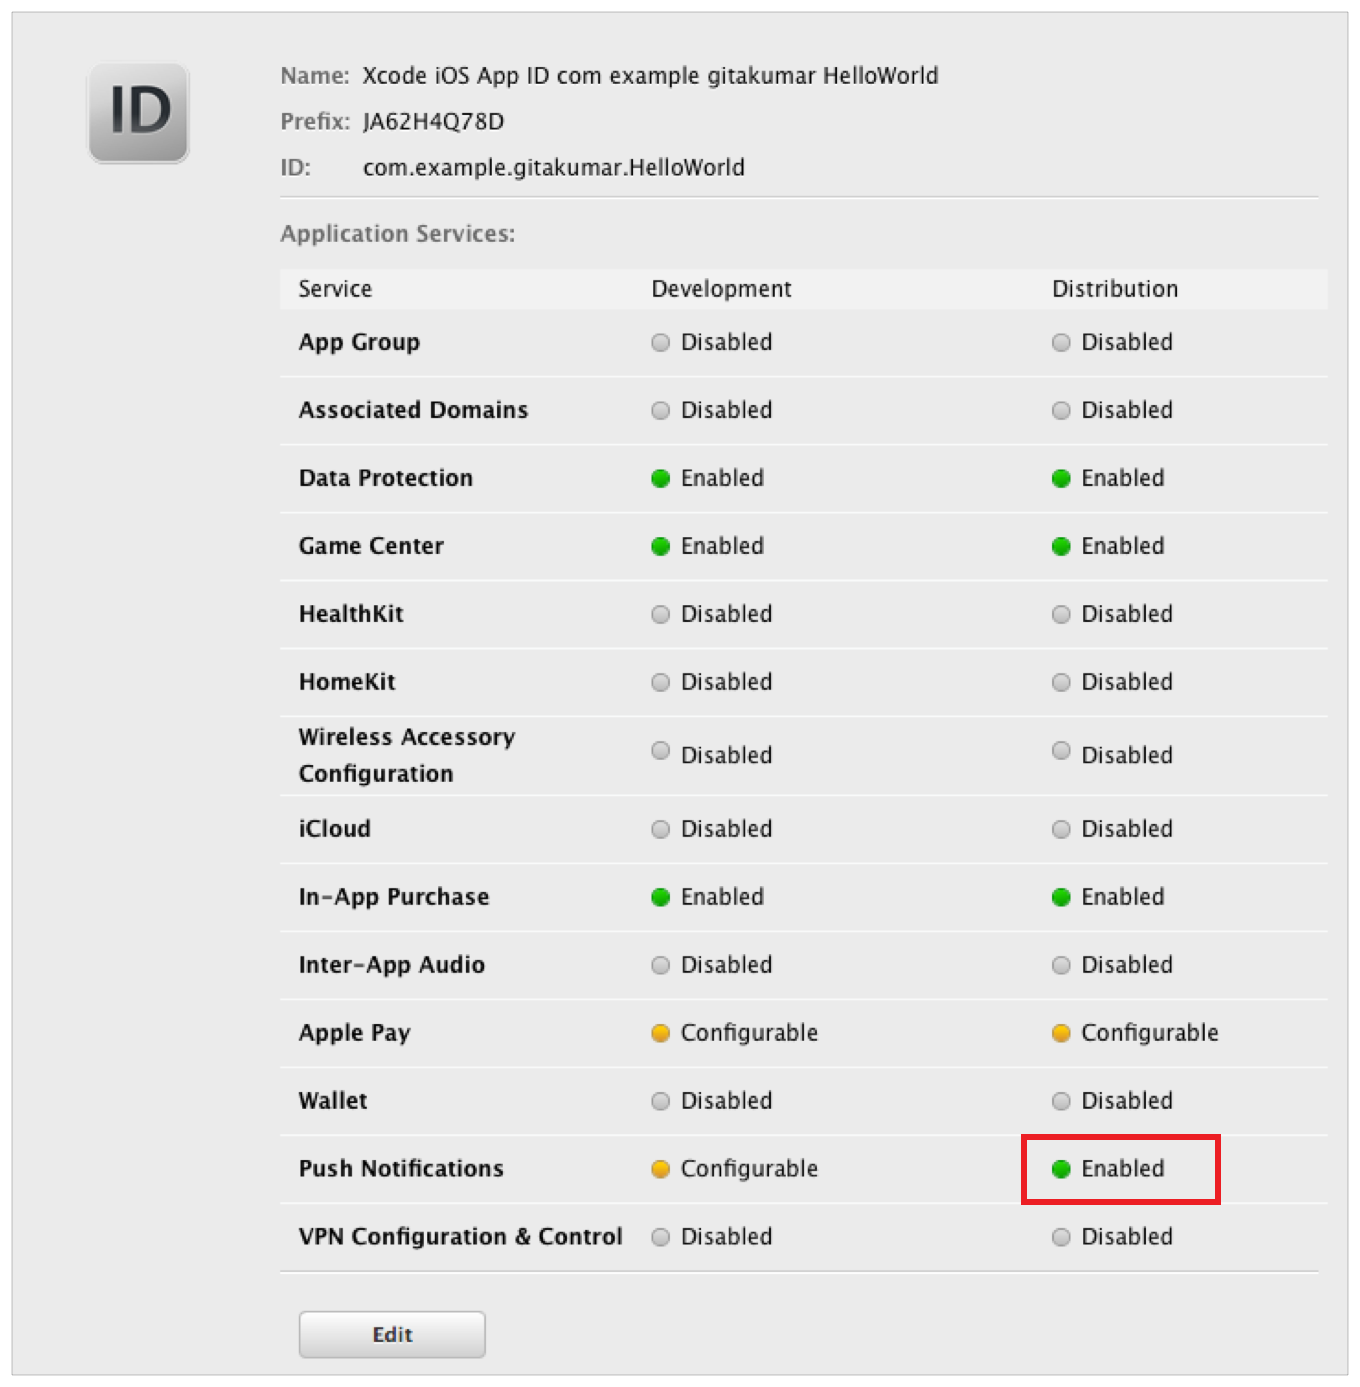 ID
Name: Xcode iOS App ID com example gitakumar HelloWorld
Prefix: JA62H4Q78D
ID: com.example.gitakumar.HelloWorld
Application Services:
Service Development Distribution
App Group Disabled Disabled
Associated Domains Disabled Disabled
Data Protection Enabled Enabled
Game Center Enabled Enabled
HealthKit Disabled Disabled
HomeKit Disabled Disabled
Wireless Accessory
Configuration Disabled Disabled
iCloud Disabled Disabled
In-App Purchase Enabled Enabled
Inter-App Audio Disabled Disabled
Apple Pay Configurable Configurable
Wallet Disabled Disabled
Push Notifications Configurable Enabled
VPN Configuration & Control Disabled Disabled
Edit